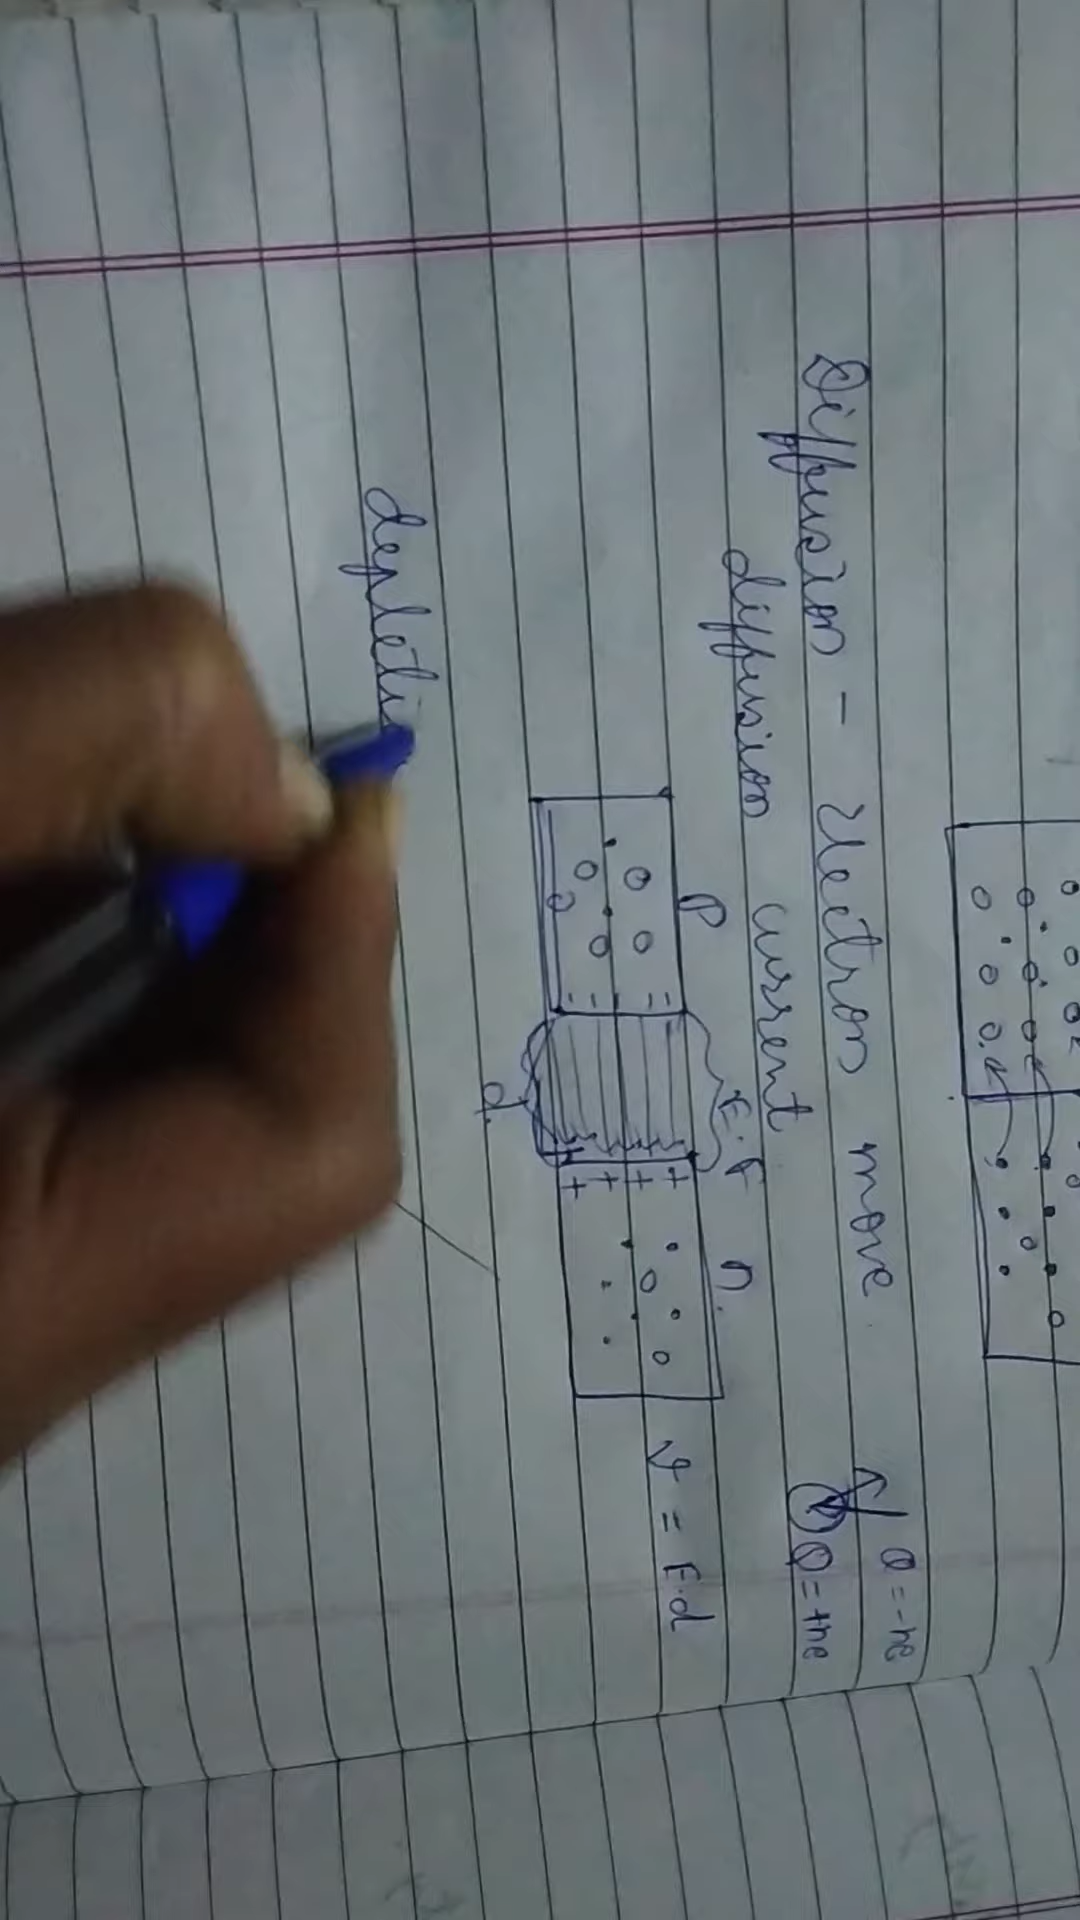 Diffusion - Electron move
Q = -ne
Q = +ne
diffusion current
P
E.F
n.
V = E.d
- - = 
+ + + +
d.
depleti